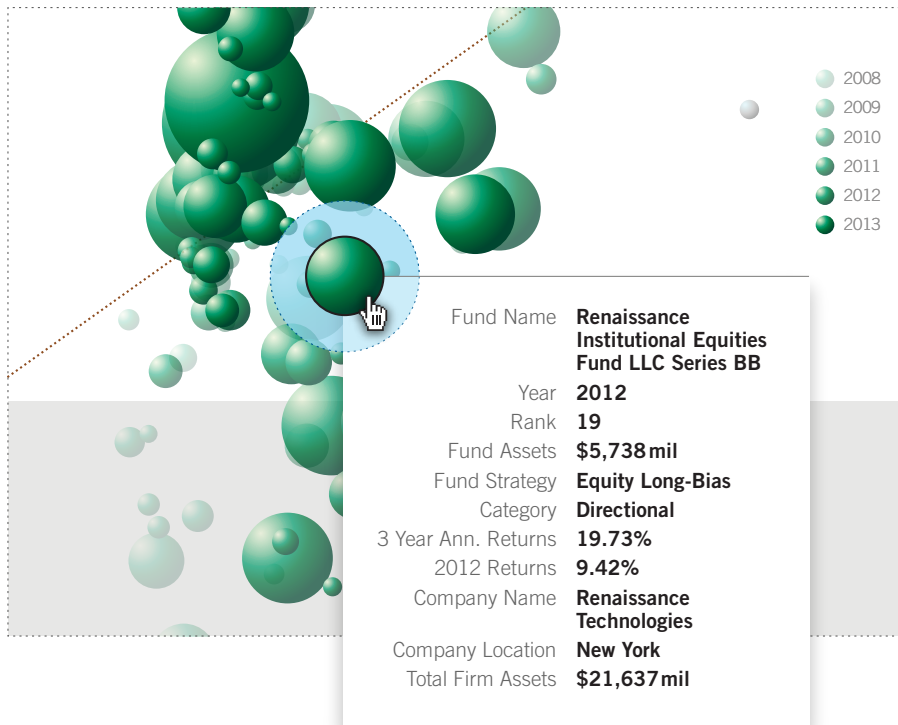 2008
2009
2010
2011
2012
2013
Fund Name Renaissance
Institutional Equities
Fund LLC Series BB
Year 2012
Rank 19
Fund Assets $5,738 mil
Fund Strategy Equity Long-Bias
Category Directional
3 Year Ann. Returns 19.73%
2012 Returns 9.42%
Company Name Renaissance
Technologies
Company Location New York
Total Firm Assets $21,637 mil